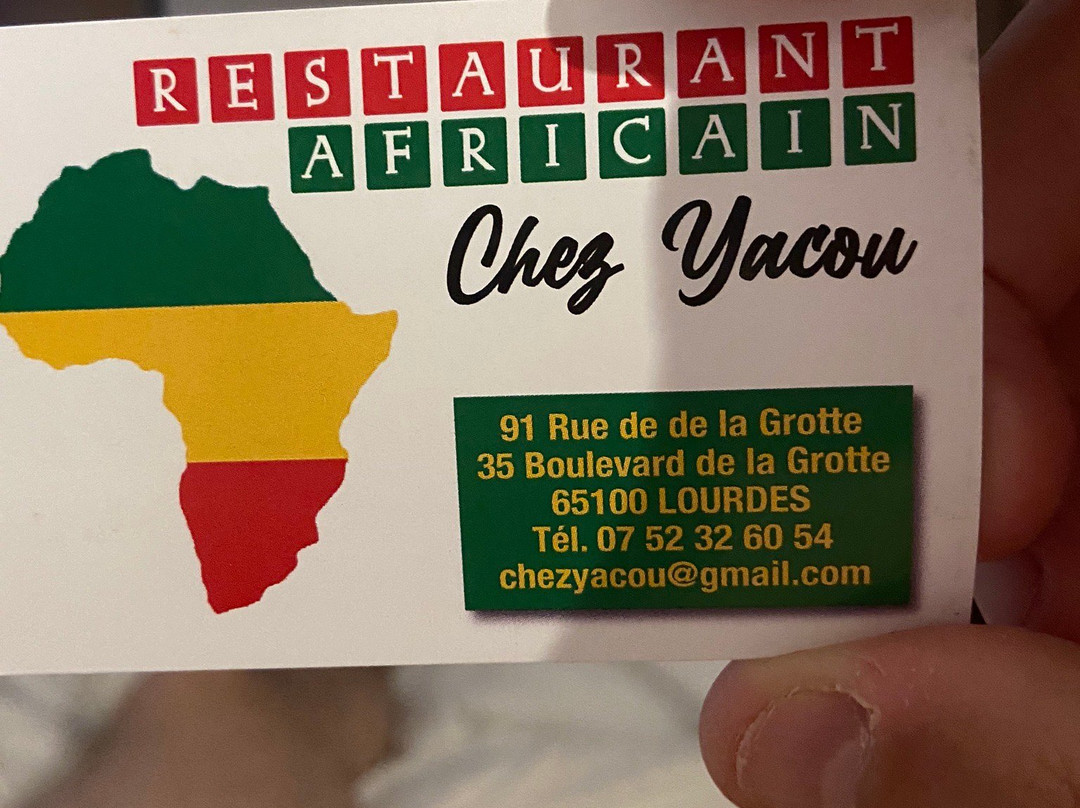 RESTAURANT
AFRICAIN
Chez Yacou
91 Rue de de la Grotte
35 Boulevard de la Grotte
65100 LOURDES
Tél. 07 52 32 60 54
chezyacou@gmail.com